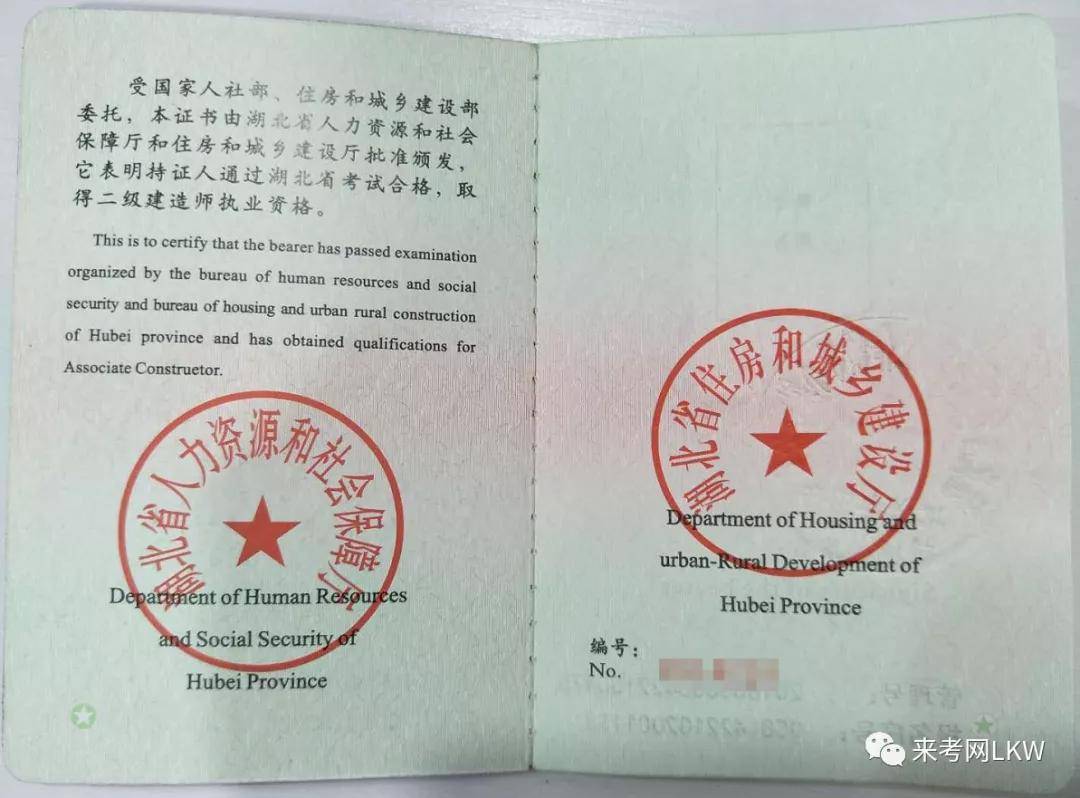 受国家人社部、住房和城乡建设部
委托，本证书由湖北省人力资源和社会
保障厅和住房和城乡建设厅批准颁发，
它表明持证人通过湖北省考试合格，取
得二级建造师执业资格。
This is to certify that the bearer has passed examination
organized by the bureau of human resources and social
security and bureau of housing and urban rural construction
of Hubei province and has obtained qualifications for
Associate Construetor.
湖北省人力资源和社会保障厅
Department of Human Resources
and Social Security of
Hubei Province
湖北省住房和城乡建设厅
Department of Housing and
urban-Rural Development of
Hubei Province
编号：
No.
管理号：
来考网LKW